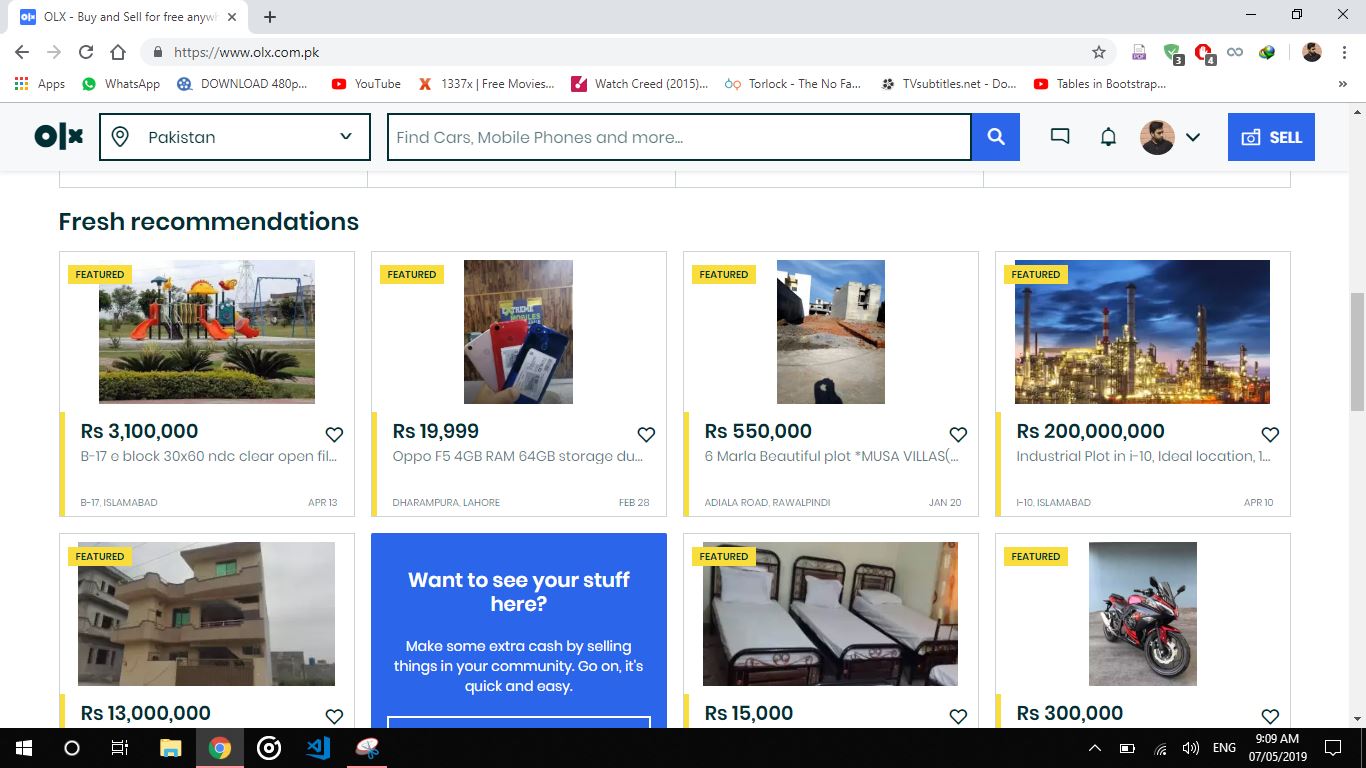 OLX - Buy and Sell for free anywh
https://www.olx.com.pk
PDF
3
4
Apps
WhatsApp
DOWNLOAD 480p...
YouTube
1337x | Free Movies...
Watch Creed (2015)...
Torlock - The No Fa...
TVsubtitles.net - Do...
Tables in Bootstrap...
olx
Pakistan
Find Cars, Mobile Phones and more...
SELL
Fresh recommendations
FEATURED
Rs 3,100,000
B-17 e block 30x60 ndc clear open fil...
B-17, ISLAMABAD
APR 13
FEATURED
EXTREME
MOBILES
Rs 19,999
Oppo F5 4GB RAM 64GB storage du...
DHARAMPURA, LAHORE
FEB 28
FEATURED
Rs 550,000
6 Marla Beautiful plot *MUSA VILLAS(...
ADIALA ROAD, RAWALPINDI
JAN 20
FEATURED
Rs 200,000,000
Industrial Plot in i-10, Ideal location, 1...
I-10, ISLAMABAD
APR 10
FEATURED
Rs 13,000,000
Want to see your stuff
here?
Make some extra cash by selling
things in your community. Go on, it's
quick and easy.
FEATURED
Rs 15,000
FEATURED
Rs 300,000
ENG
9:09 AM
07/05/2019